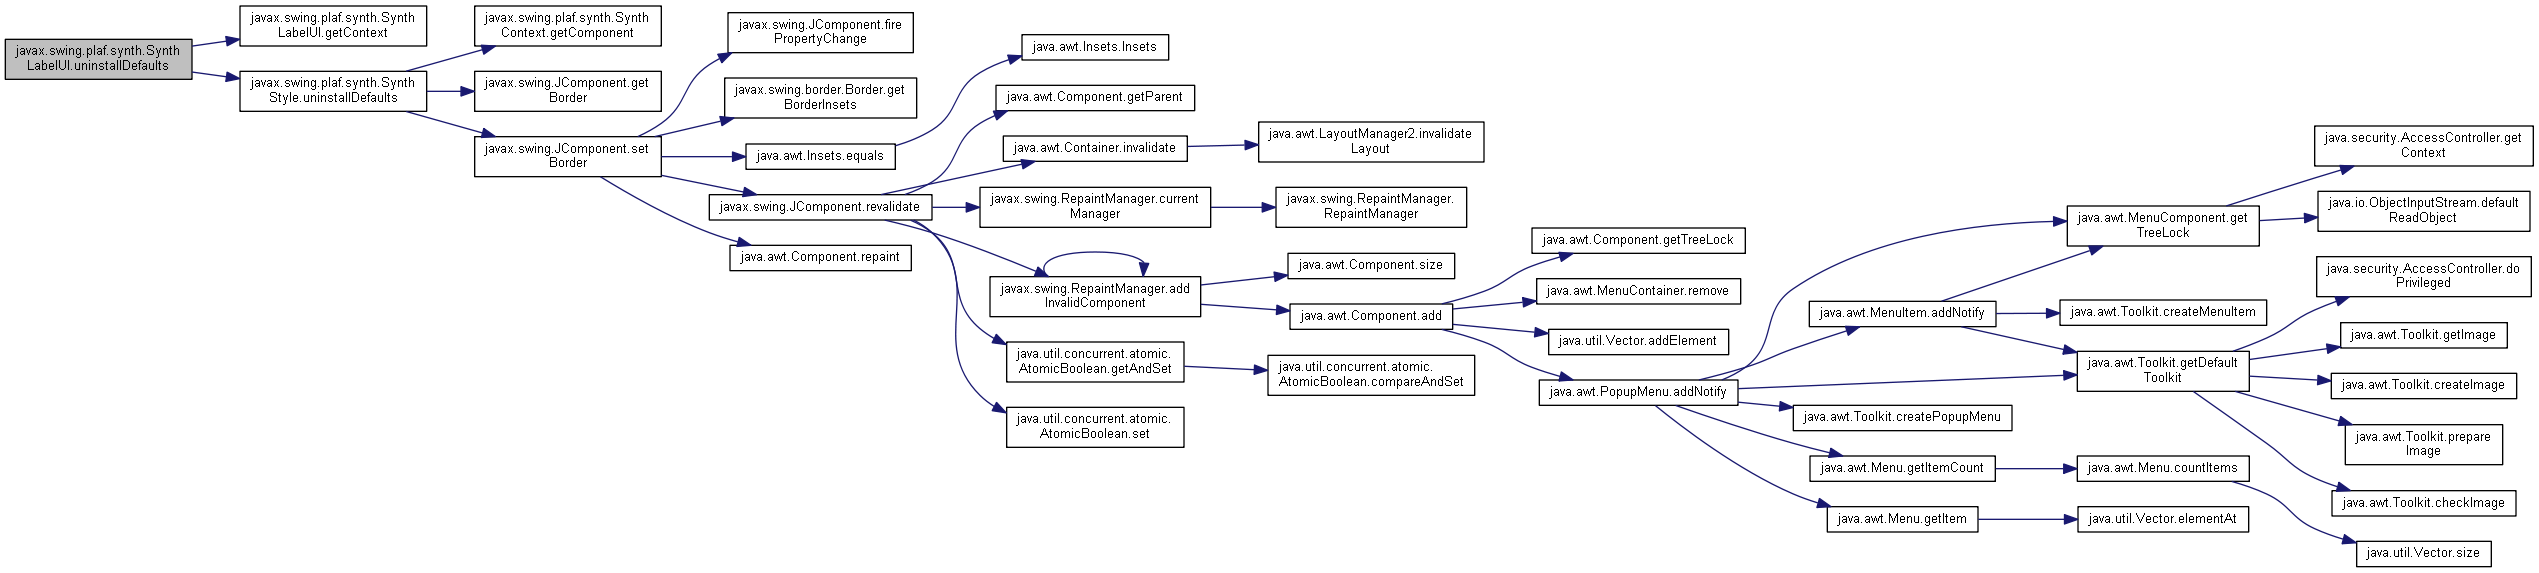 javax.swing.plaf.synth.Synth
LabelUI.uninstallDefaults
javax.swing.plaf.synth.Synth
LabelUI.getContext
javax.swing.plaf.synth.Synth
Style.uninstallDefaults
javax.swing.plaf.synth.Synth
Context.getComponent
javax.swing.JComponent.get
Border
javax.swing.JComponent.set
Border
javax.swing.JComponent.fire
PropertyChange
javax.swing.border.Border.get
BorderInsets
java.awt.Insets.equals
javax.swing.JComponent.revalidate
java.awt.Component.repaint
java.awt.Insets.Insets
java.awt.Component.getParent
java.awt.Container.invalidate
javax.swing.RepaintManager.current
Manager
javax.swing.RepaintManager.add
InvalidComponent
java.util.concurrent.atomic.
AtomicBoolean.getAndSet
java.util.concurrent.atomic.
AtomicBoolean.set
java.awt.LayoutManager2.invalidate
Layout
javax.swing.RepaintManager.
RepaintManager
java.awt.Component.size
java.awt.Component.add
java.util.concurrent.atomic.
AtomicBoolean.compareAndSet
java.awt.Component.getTreeLock
java.awt.MenuContainer.remove
java.util.Vector.addElement
java.awt.PopupMenu.addNotify
java.awt.MenuItem.addNotify
java.awt.Toolkit.createPopupMenu
java.awt.Menu.getItemCount
java.awt.Menu.getItem
java.awt.MenuComponent.get
TreeLock
java.awt.Toolkit.createMenuItem
java.awt.Toolkit.getDefault
Toolkit
java.awt.Menu.countItems
java.util.Vector.elementAt
java.security.AccessController.get
Context
java.io.ObjectInputStream.default
ReadObject
java.security.AccessController.do
Privileged
java.awt.Toolkit.getImage
java.awt.Toolkit.createImage
java.awt.Toolkit.prepare
Image
java.awt.Toolkit.checkImage
java.util.Vector.size